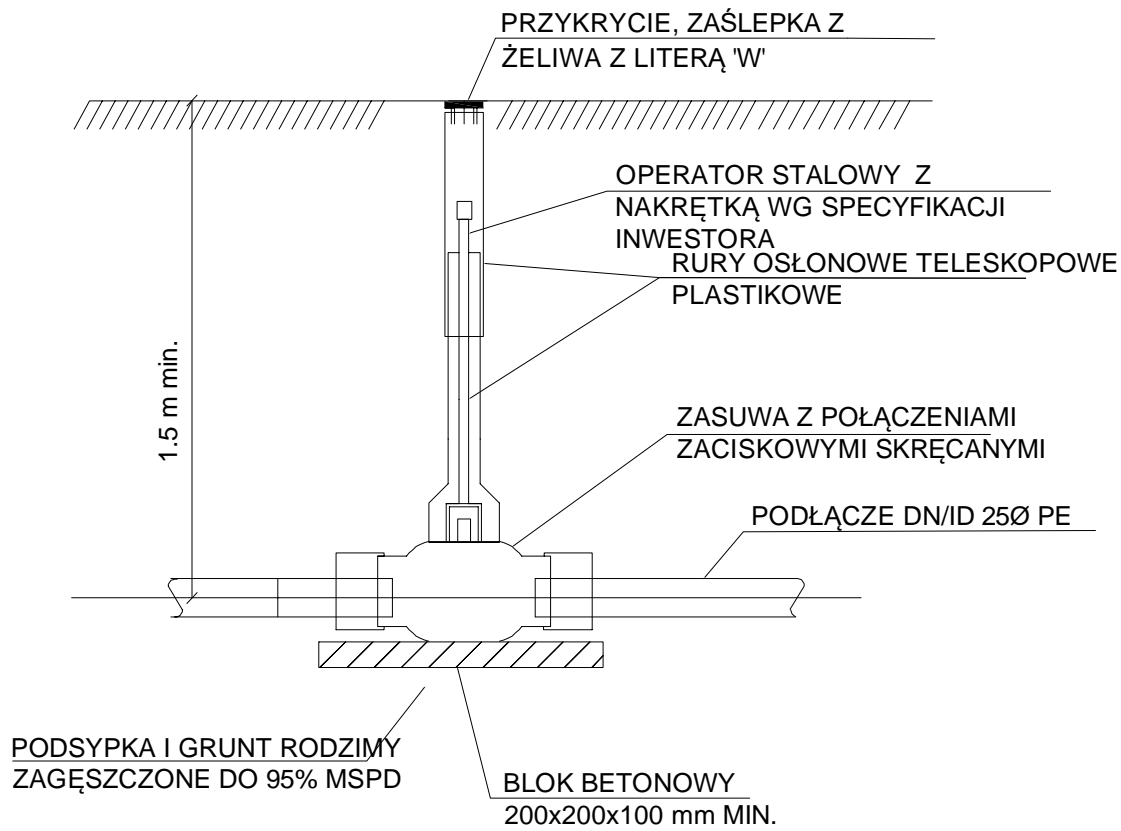 PRZYKRYCIE, ZAŚLEPKA Z
ŻELIWA Z LITERĄ 'W'
OPERATOR STALOWY Z
NAKRĘTKĄ WG SPECYFIKACJI
INWESTORA
RURY OSŁONOWE TELESKOPOWE
PLASTIKOWE
1.5 m min.
ZASUWA Z POŁĄCZENIAMI
ZACISKOWYMI SKRĘCANYMI
PODŁĄCZE DN/ID 25Ø PE
PODSYPKA I GRUNT RODZIMY
ZAGĘSZCZONE DO 95% MSPD
BLOK BETONOWY
200x200x100 mm MIN.